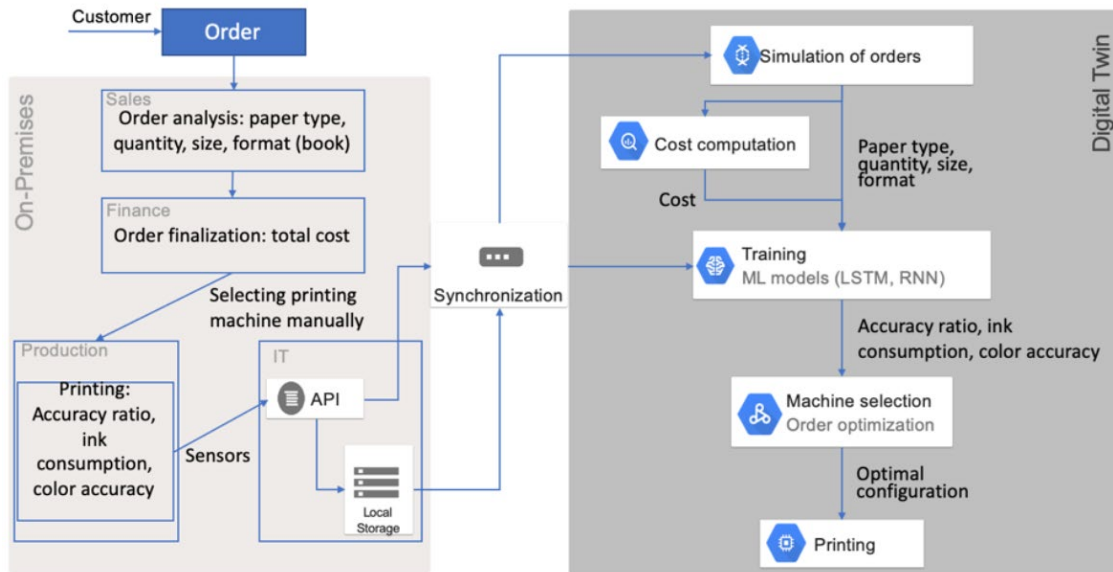 Customer
Order
On-Premises
Sales
Order analysis: paper type,
quantity, size, format (book)
Finance
Order finalization: total cost
Selecting printing
machine manually
Production
Printing:
Accuracy ratio,
ink
consumption,
color accuracy
Sensors
IT
API
Local
Storage
Synchronization
Digital Twin
Simulation of orders
Cost computation
Paper type,
quantity, size,
format
Cost
Training
ML models (LSTM, RNN)
Accuracy ratio, ink
consumption, color accuracy
Machine selection
Order optimization
Optimal
configuration
Printing